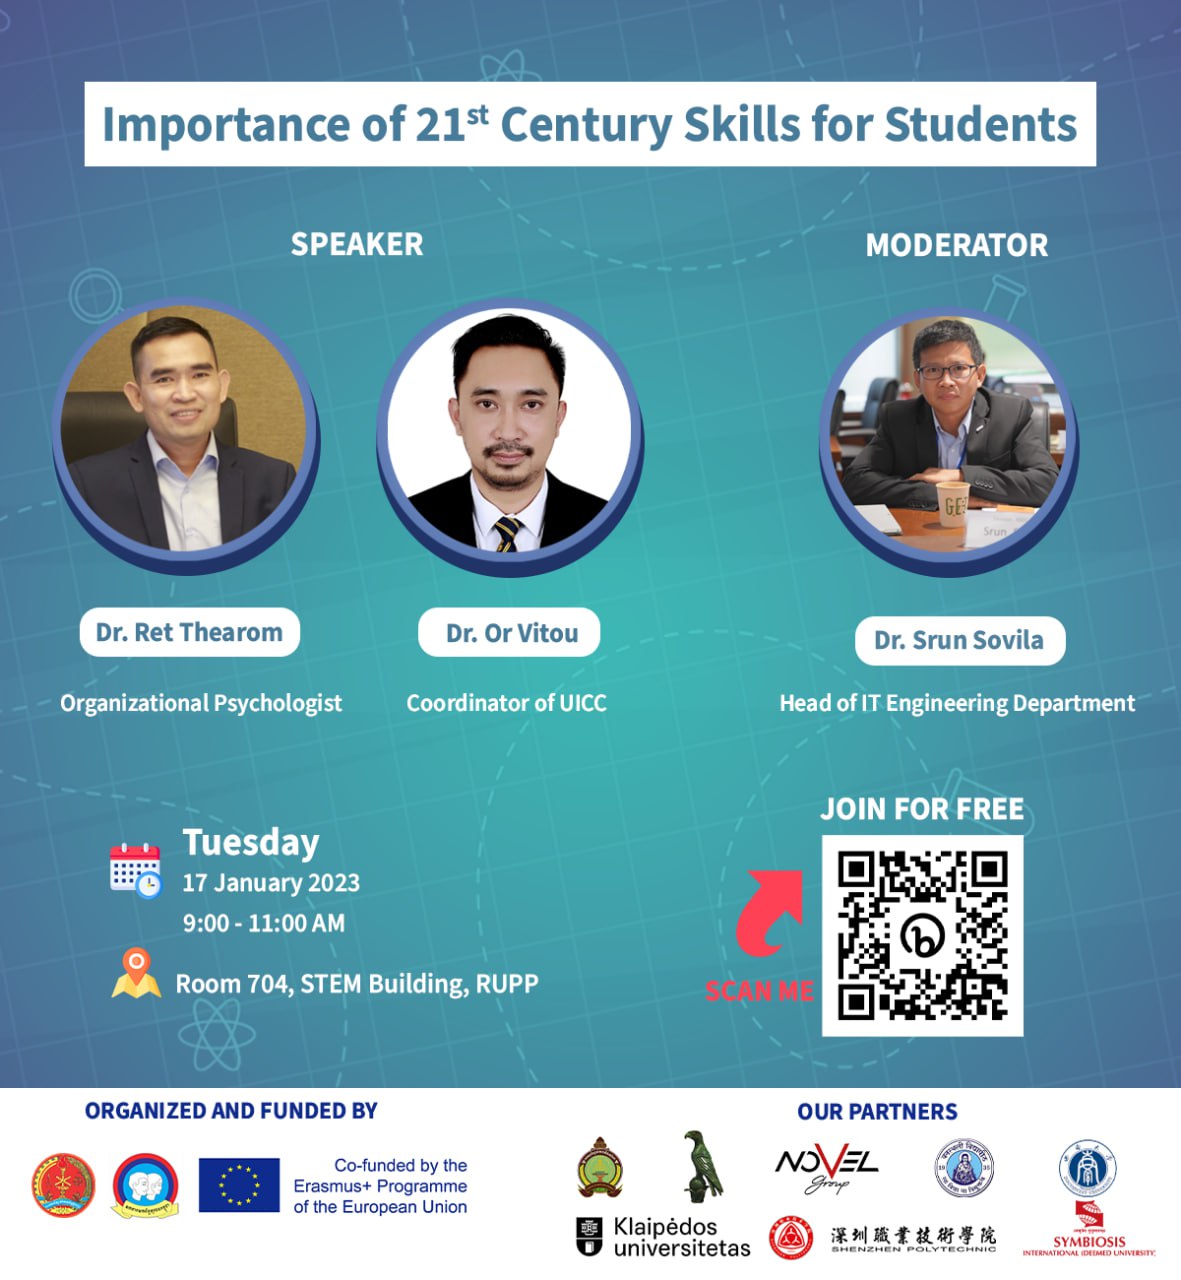 Importance of 21st Century Skills for Students
SPEAKER
MODERATOR
Dr. Ret Thearom
Dr. Or Vitou
Dr. Srun Sovila
Organizational Psychologist
Coordinator of UICC
Head of IT Engineering Department
Srun
Tuesday
17 January 2023
9:00 - 11:00 AM
Room 704, STEM Building, RUPP
JOIN FOR FREE
SCAN ME
ORGANIZED AND FUNDED BY
OUR PARTNERS
Co-funded by the
Erasmus+ Programme
of the European Union
NOVEL
Group
Klaipėdos
universitetas
深圳職業技術學院
SHENZHEN POLYTECHNIC
SYMBIOSIS
INTERNATIONAL (DEEMED UNIVERSITY)